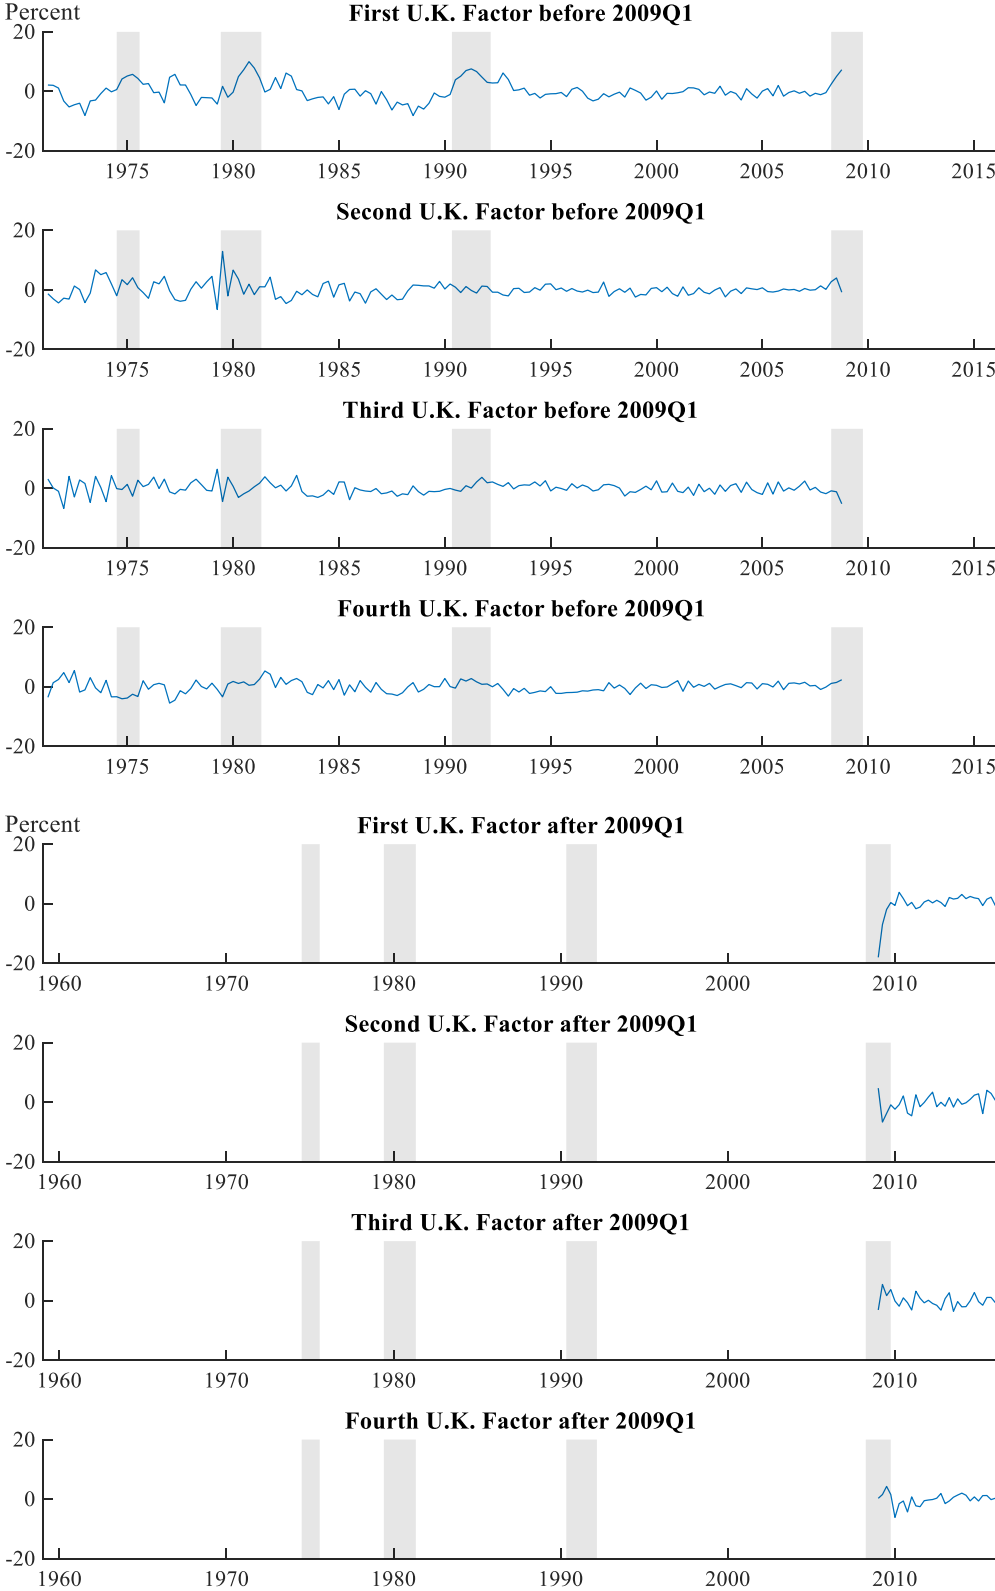 Percent
First U.K. Factor before 2009Q1
20
0
-20
1975 1980 1985 1990 1995 2000 2005 2010 2015
Second U.K. Factor before 2009Q1
20
0
-20
1975 1980 1985 1990 1995 2000 2005 2010 2015
Third U.K. Factor before 2009Q1
20
0
-20
1975 1980 1985 1990 1995 2000 2005 2010 2015
Fourth U.K. Factor before 2009Q1
20
0
-20
1975 1980 1985 1990 1995 2000 2005 2010 2015
Percent
First U.K. Factor after 2009Q1
20
0
-20
1960 1970 1980 1990 2000 2010
Second U.K. Factor after 2009Q1
20
0
-20
1960 1970 1980 1990 2000 2010
Third U.K. Factor after 2009Q1
20
0
-20
1960 1970 1980 1990 2000 2010
Fourth U.K. Factor after 2009Q1
20
0
-20
1960 1970 1980 1990 2000 2010